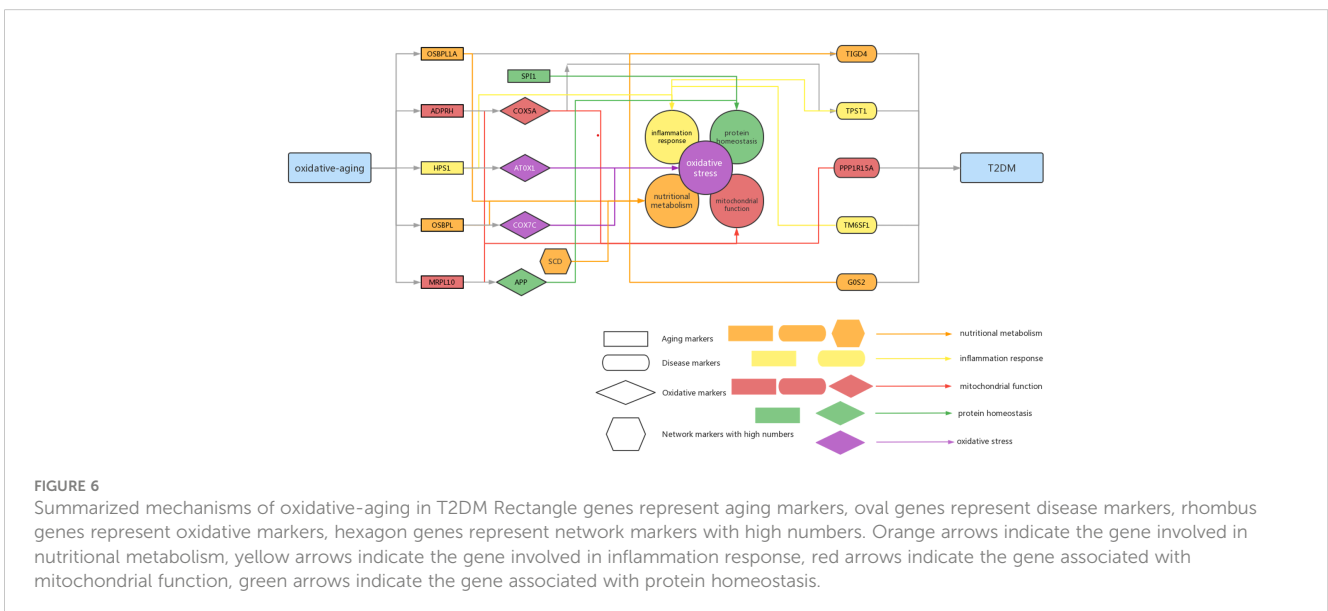 OSBPL1A
TIGD4
SPI1
ADPRH
COX5A
TPST1
inflammation
response
protein
homeostasis
oxidative-aging
HPS1
ATOX1
oxidative
stress
PPP1R15A
T2DM
nutritional
metabolism
mitochondrial
function
OSBPL
COX7C
TM6SF1
SCD
MRPL10
APP
G0S2
nutritional metabolism
Aging markers
inflammation response
Disease markers
mitochondrial function
Oxidative markers
protein homeostasis
Network markers with high numbers
oxidative stress
FIGURE 6
Summarized mechanisms of oxidative-aging in T2DM Rectangle genes represent aging markers, oval genes represent disease markers, rhombus
genes represent oxidative markers, hexagon genes represent network markers with high numbers. Orange arrows indicate the gene involved in
nutritional metabolism, yellow arrows indicate the gene involved in inflammation response, red arrows indicate the gene associated with
mitochondrial function, green arrows indicate the gene associated with protein homeostasis.